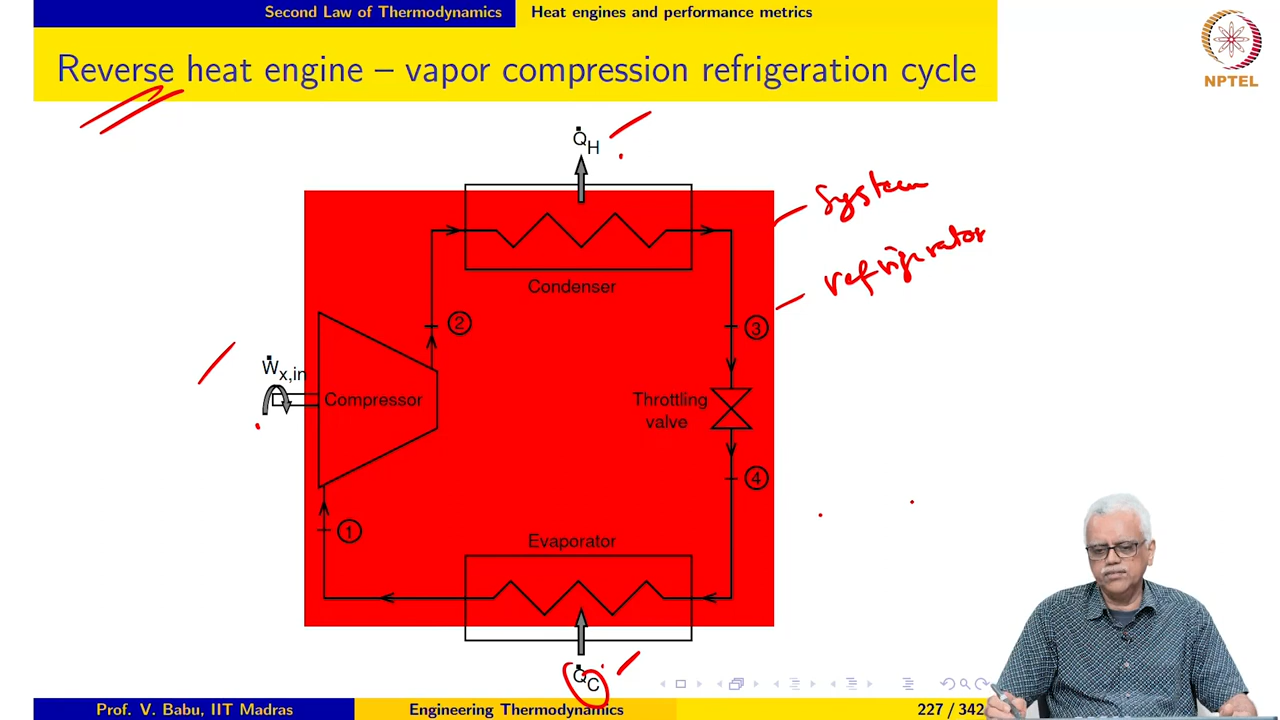 Second Law of Thermodynamics Heat engines and performance metrics
Reverse heat engine – vapor compression refrigeration cycle
NPTEL
Q̇H
System
refrigerator
Condenser
2
3
Ẇx,in
Compressor
Throttling
valve
4
1
Evaporator
Q̇C
Prof. V. Babu, IIT Madras Engineering Thermodynamics 227 / 342